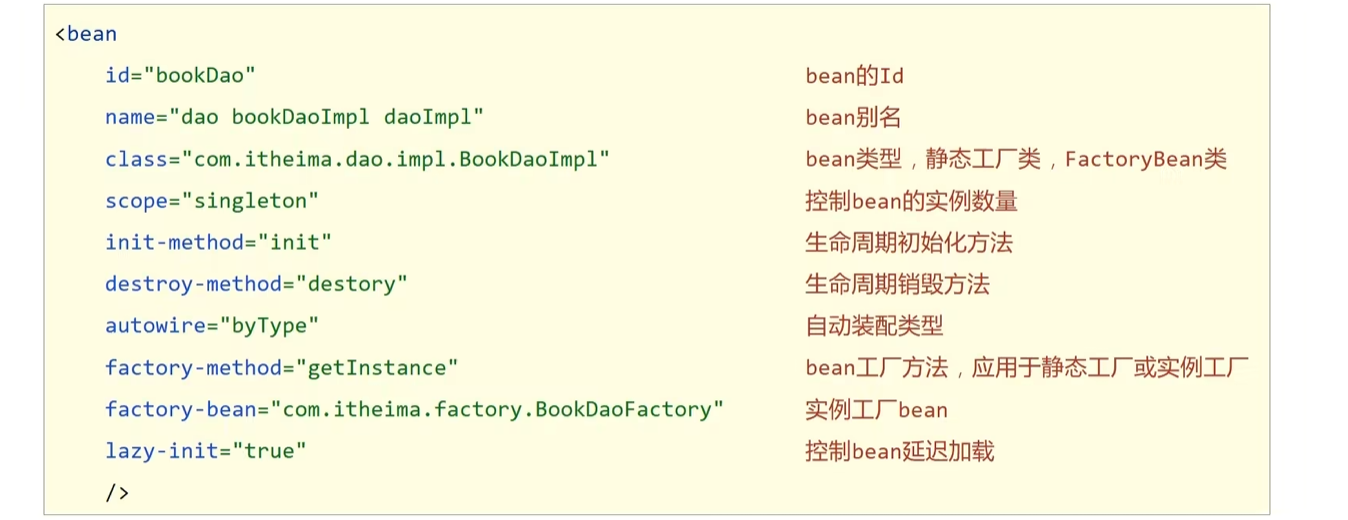 <bean
id="bookDao" bean的Id
name="dao bookDaoImpl daoImpl" bean别名
class="com.itheima.dao.impl.BookDaoImpl" bean类型，静态工厂类，FactoryBean类
scope="singleton" 控制bean的实例数量
init-method="init" 生命周期初始化方法
destroy-method="destory" 生命周期销毁方法
autowire="byType" 自动装配类型
factory-method="getInstance" bean工厂方法，应用于静态工厂或实例工厂
factory-bean="com.itheima.factory.BookDaoFactory" 实例工厂bean
lazy-init="true" 控制bean延迟加载
/>